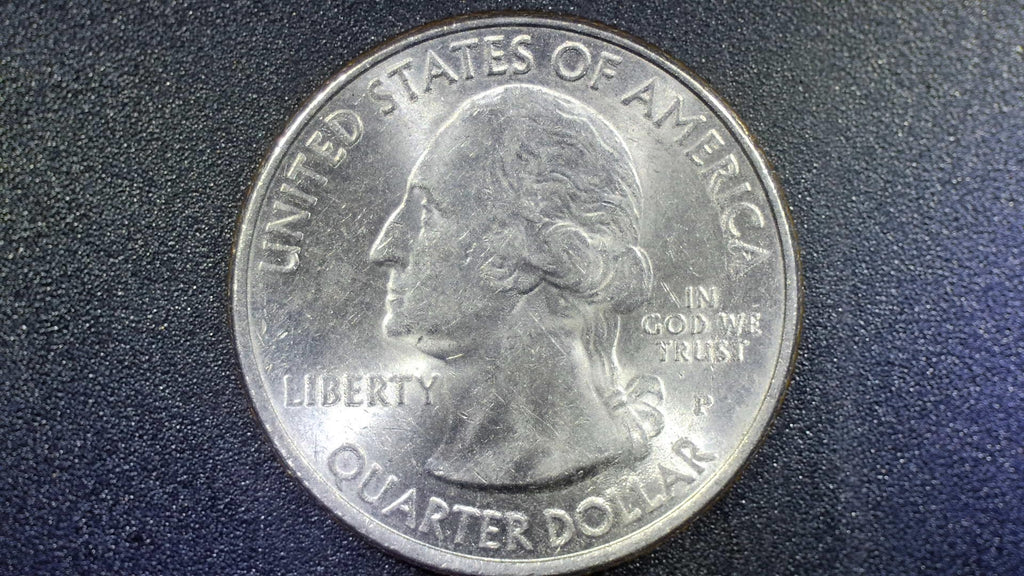 UNITED STATES OF AMERICA
IN
GOD WE
TRUST
LIBERTY
P
QUARTER DOLLAR